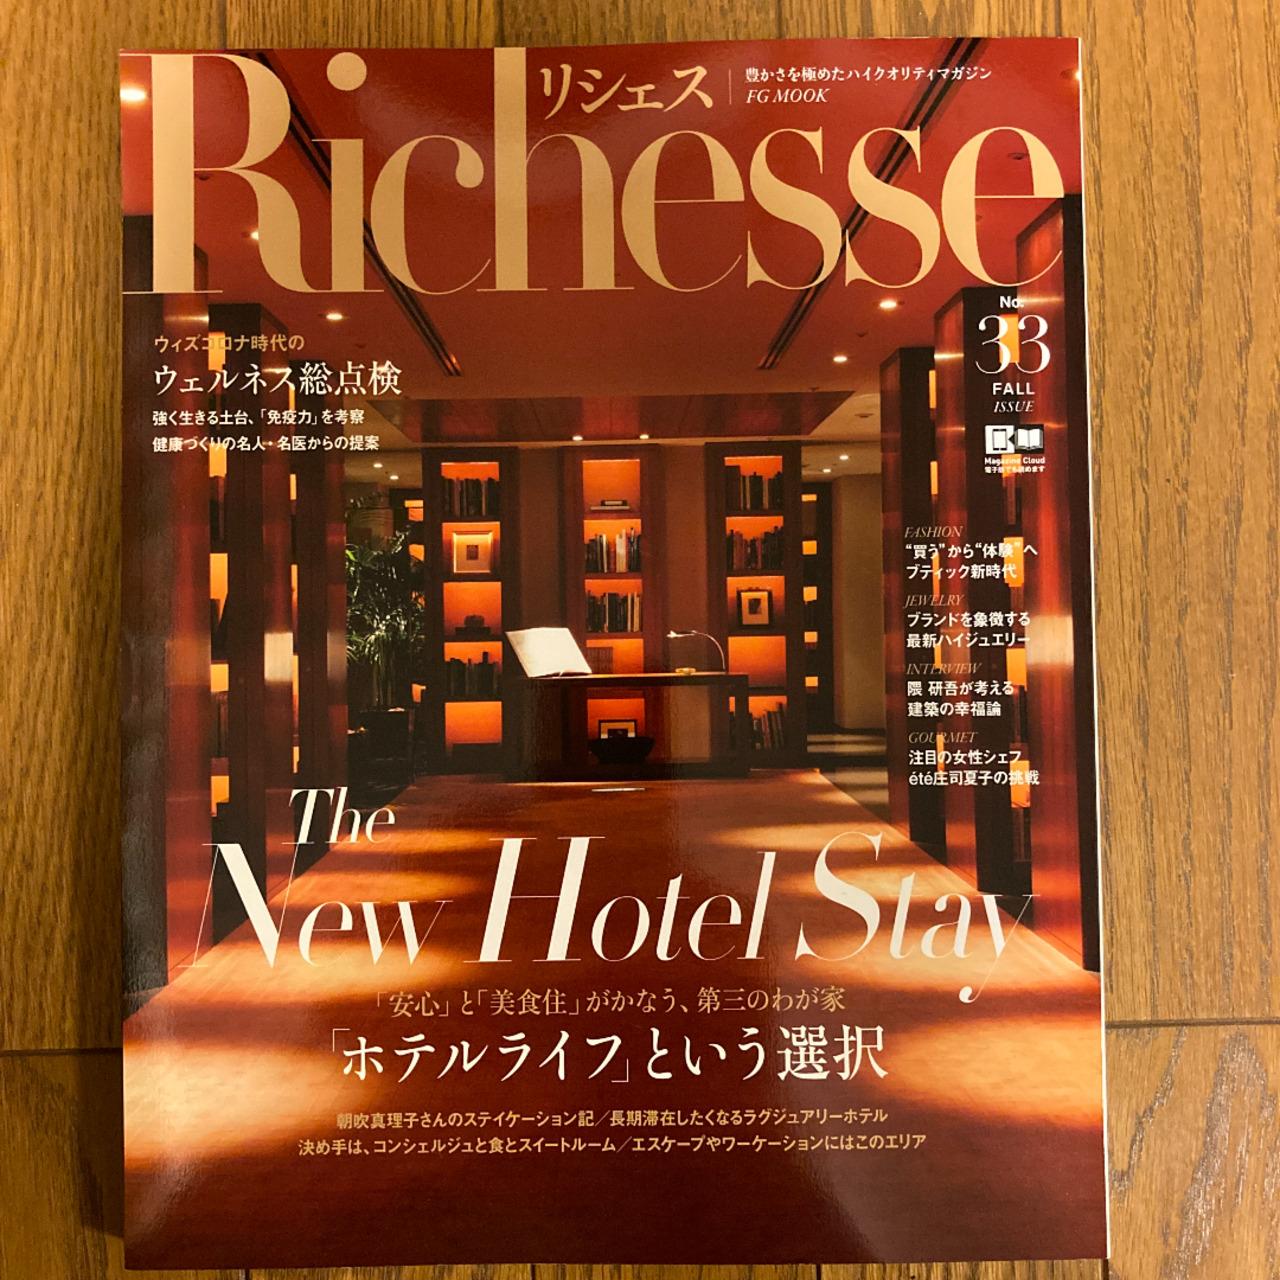 Richesse
リシェス
豊かさを極めたハイクオリティマガジン
FG MOOK
No.
33
FALL
ISSUE
Magazine Cloud
電子版でも読めます
ウィズコロナ時代の
ウェルネス総点検
強く生きる土台、「免疫力」を考察
健康づくりの名人・名医からの提案
FASHION
“買う”から“体験”へ
ブティック新時代
JEWELRY
ブランドを象徴する
最新ハイジュエリー
INTERVIEW
隈 研吾が考える
建築の幸福論
GOURMET
注目の女性シェフ
été庄司夏子の挑戦
The
New Hotel Stay
「安心」と「美食住」がかなう、第三のわが家
「ホテルライフ」という選択
朝吹真理子さんのステイケーション記/長期滞在したくなるラグジュアリーホテル
決め手は、コンシェルジュと食とスイートルーム/エスケープやワーケーションにはこのエリア